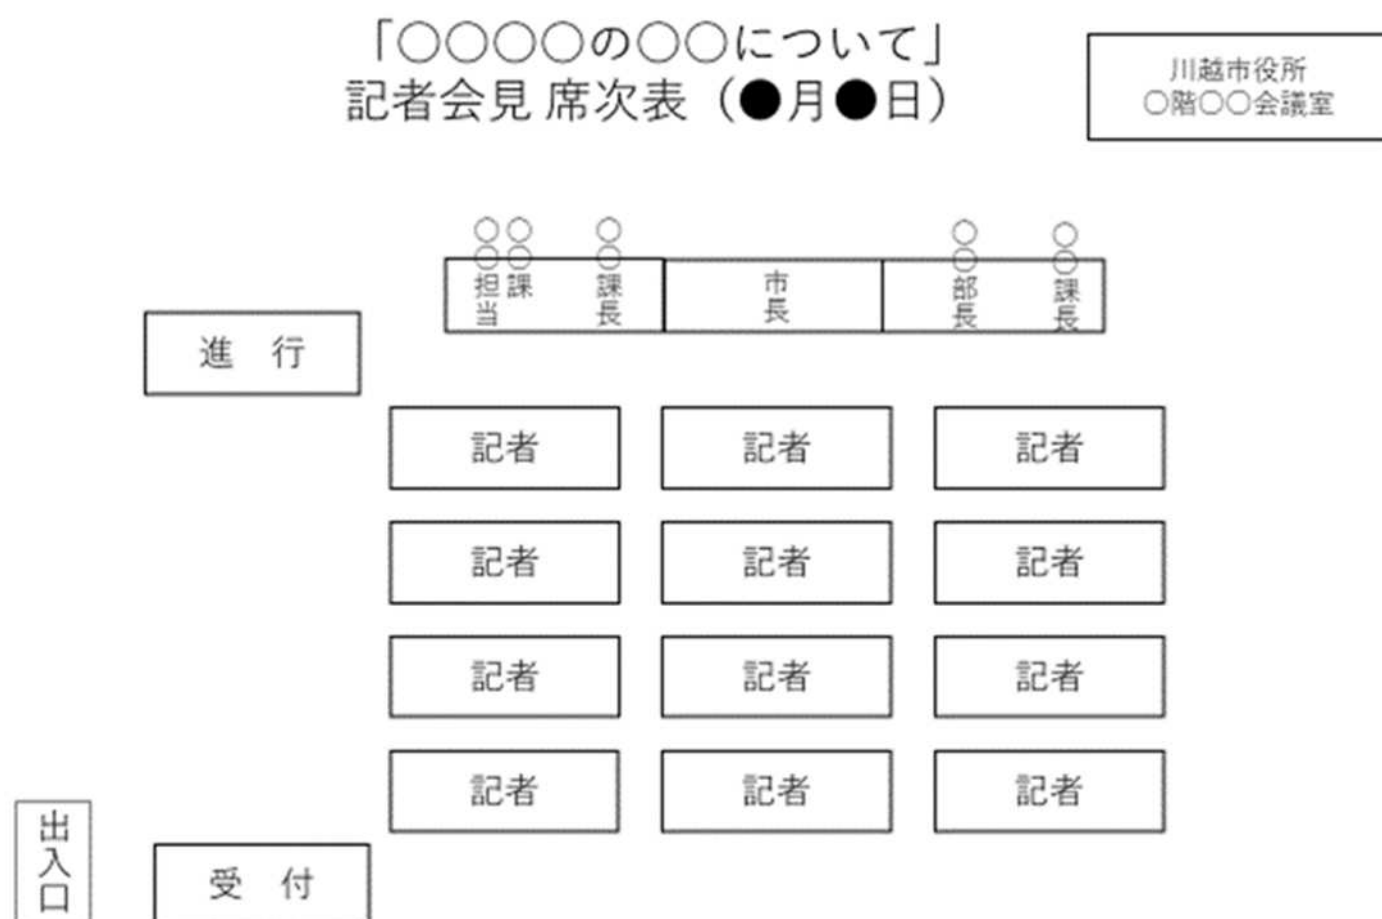 「○○○○の○○について」
記者会見 席次表（●月●日）
川越市役所
○階○○会議室
○○課
○○担当
○○課長
市長
○○部長
○○課長
進　行
記者
記者
記者
記者
記者
記者
記者
記者
記者
記者
記者
記者
出入口
受　付